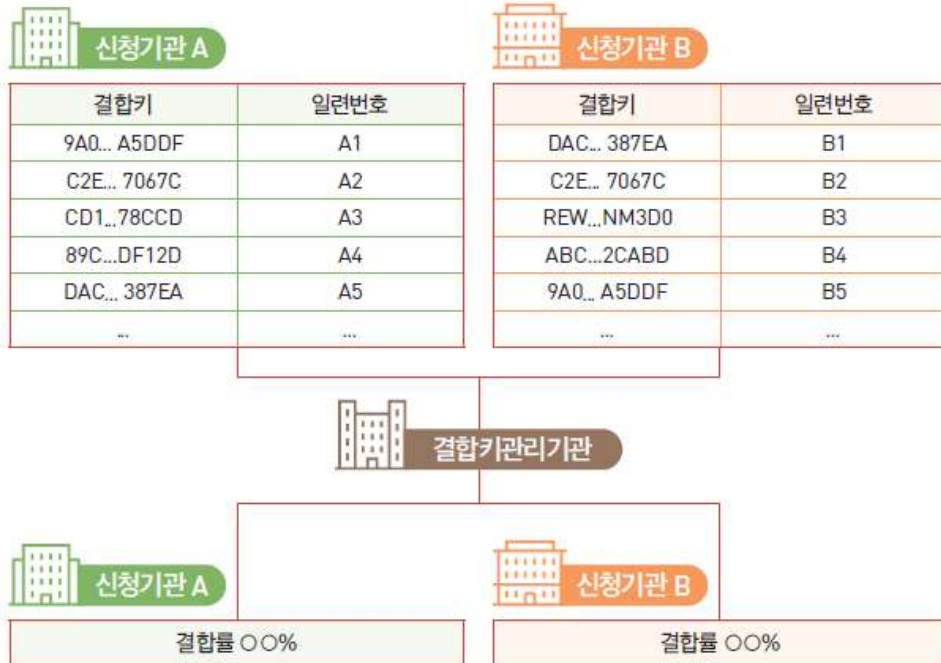 신청기관 A
신청기관 B
결합키 일련번호
9A0... A5DDF A1
C2E... 7067C A2
CD1...78CCD A3
89C...DF12D A4
DAC... 387EA A5
... ...
결합키 일련번호
DAC... 387EA B1
C2E... 7067C B2
REW...NM3D0 B3
ABC...2CABD B4
9A0... A5DDF B5
... ...
결합키관리기관
신청기관 A
신청기관 B
결합률 ○○%
결합률 ○○%